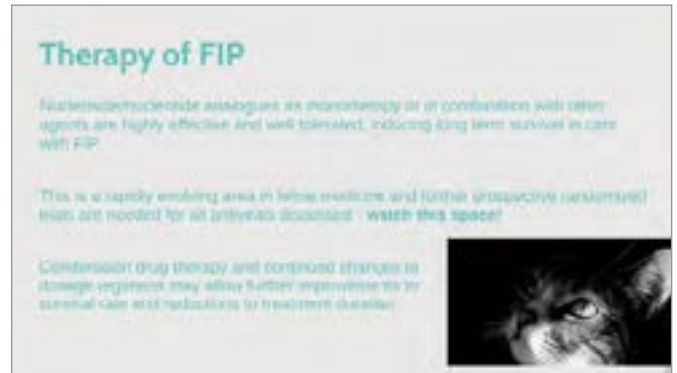 Therapy of FIP
Nucleoside/nucleotide analogues as monotherapy or in combination with other
agents are highly effective and well tolerated, inducing long term survival in cats
with FIP.
This is a rapidly evolving area in feline medicine and further prospective randomised
trials are needed for all antivirals discussed - watch this space!
Combination drug therapy and continued changes to
dosage regimens may allow further improvements in
survival rate and reductions to treatment duration